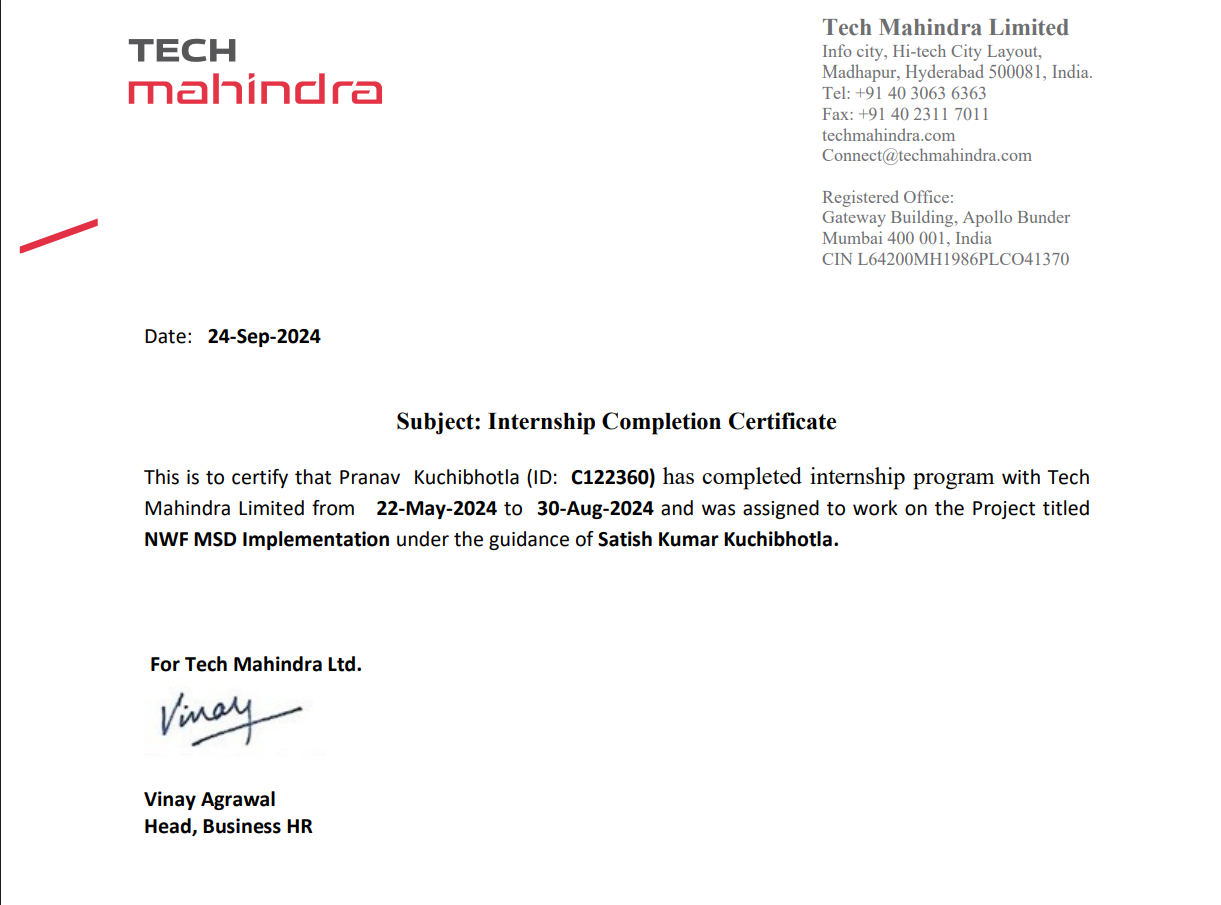 TECH
mahindra
Tech Mahindra Limited
Info city, Hi-tech City Layout,
Madhapur, Hyderabad 500081, India.
Tel: +91 40 3063 6363
Fax: +91 40 2311 7011
techmahindra.com
Connect@techmahindra.com
Registered Office:
Gateway Building, Apollo Bunder
Mumbai 400 001, India
CIN L64200MH1986PLCO41370
Date: 24-Sep-2024
Subject: Internship Completion Certificate
This is to certify that Pranav Kuchibhotla (ID: C122360) has completed internship program with Tech
Mahindra Limited from 22-May-2024 to 30-Aug-2024 and was assigned to work on the Project titled
NWF MSD Implementation under the guidance of Satish Kumar Kuchibhotla.
For Tech Mahindra Ltd.
Vinay
Vinay Agrawal
Head, Business HR